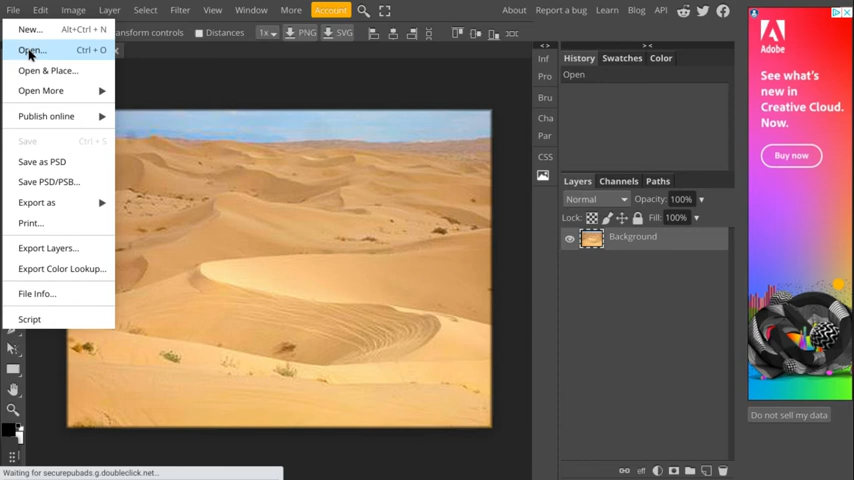 File Edit Image Layer Select Filter View Window More Account About Report a bug Learn Blog API
New... Alt+Ctrl + N
Open... Ctrl + O
Open & Place...
Open More
Publish online
Save Ctrl + S
Save as PSD
Save PSD/PSB...
Export as
Print...
Export Layers...
Export Color Lookup...
File Info...
Script
ansform controls Distances 1x PNG SVG
< > > <
Inf
Pro
Bru
Cha
Par
CSS
History Swatches Color
Open
Layers Channels Paths
Normal Opacity: 100%
Lock: Fill: 100%
Background
eff
Adobe
See what's
new in
Creative Cloud.
Now.
Buy now
Do not sell my data
Waiting for securepubads.g.doubleclick.net...